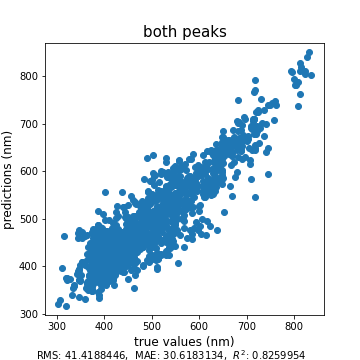 both peaks
predictions (nm)
800
700
600
500
400
300
300 400 500 600 700 800
true values (nm)
RMS: 41.4188446, MAE: 30.6183134, R²: 0.8259954